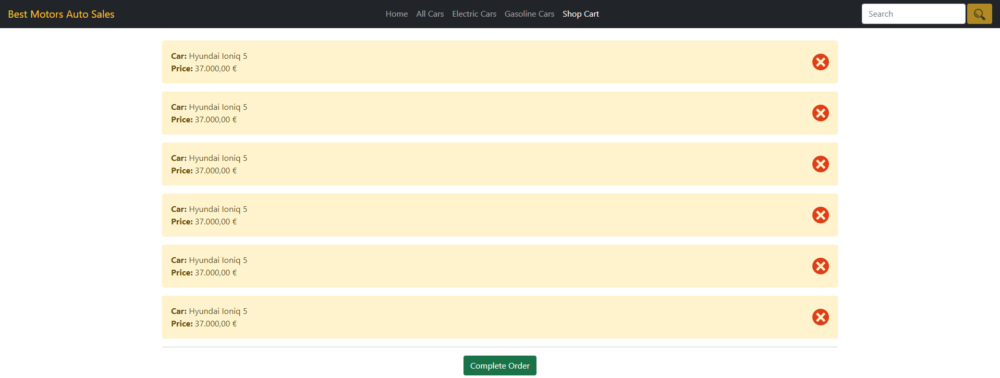 Best Motors Auto Sales
Home All Cars Electric Cars Gasoline Cars Shop Cart
Search
Car: Hyundai Ioniq 5
Price: 37.000,00 €
Car: Hyundai Ioniq 5
Price: 37.000,00 €
Car: Hyundai Ioniq 5
Price: 37.000,00 €
Car: Hyundai Ioniq 5
Price: 37.000,00 €
Car: Hyundai Ioniq 5
Price: 37.000,00 €
Car: Hyundai Ioniq 5
Price: 37.000,00 €
Complete Order